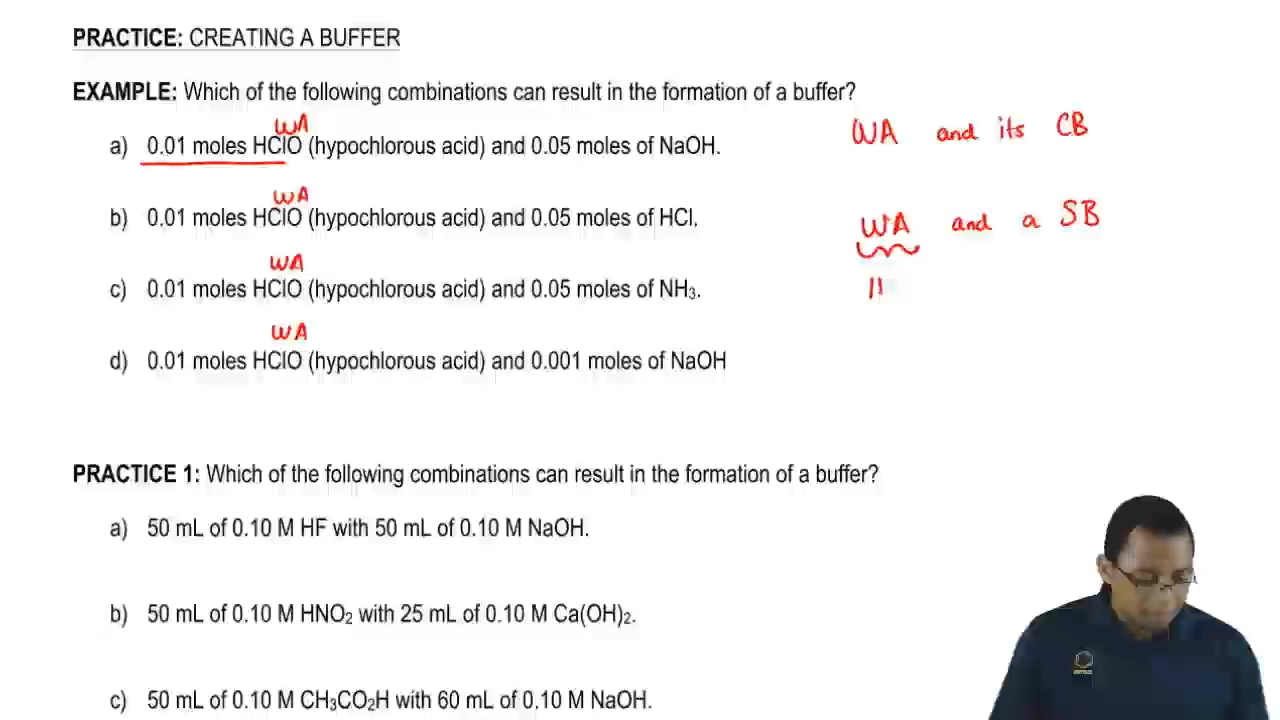 PRACTICE: CREATING A BUFFER
EXAMPLE: Which of the following combinations can result in the formation of a buffer?
WA
a) 0.01 moles HClO (hypochlorous acid) and 0.05 moles of NaOH.
WA and its CB
WA
b) 0.01 moles HClO (hypochlorous acid) and 0.05 moles of HCl.
WA and a SB
WA
c) 0.01 moles HClO (hypochlorous acid) and 0.05 moles of NH₃.
WA
d) 0.01 moles HClO (hypochlorous acid) and 0.001 moles of NaOH
PRACTICE 1: Which of the following combinations can result in the formation of a buffer?
a) 50 mL of 0.10 M HF with 50 mL of 0.10 M NaOH.
b) 50 mL of 0.10 M HNO₂ with 25 mL of 0.10 M Ca(OH)₂.
c) 50 mL of 0.10 M CH₃CO₂H with 60 mL of 0.10 M NaOH.